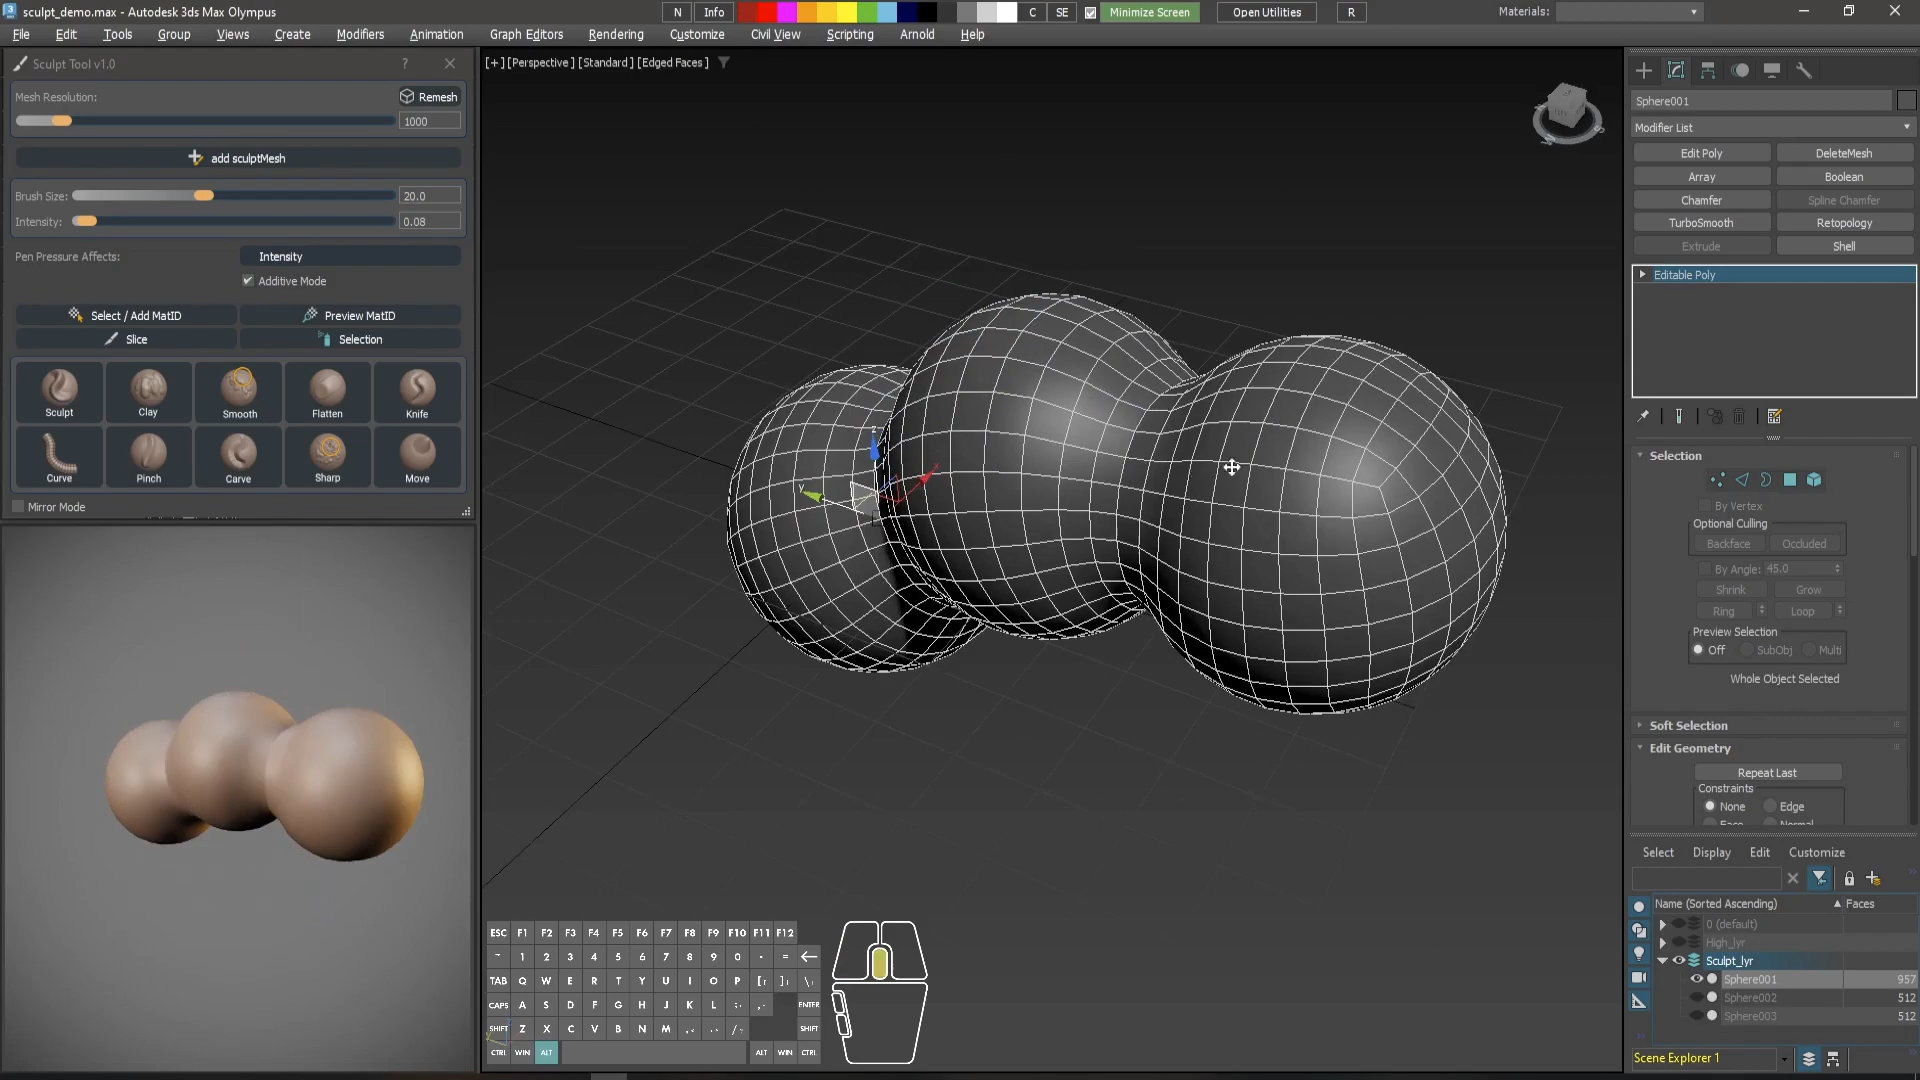 sculpt_demo.max - Autodesk 3ds Max Olympus
N Info C SE Minimize Screen Open Utilities R Materials:
File Edit Tools Group Views Create Modifiers Animation Graph Editors Rendering Customize Civil View Scripting Arnold Help
Sculpt Tool v1.0 ?
Mesh Resolution: Remesh
1000
add sculptMesh
Brush Size: 20.0
Intensity: 0.08
Pen Pressure Affects: Intensity
Additive Mode
Select / Add MatID Preview MatID
Slice Selection
Sculpt Clay Smooth Flatten Knife
Curve Pinch Carve Sharp Move
Mirror Mode
[+] [Perspective] [Standard] [Edged Faces]
y
ESC F1 F2 F3 F4 F5 F6 F7 F8 F9 F10 F11 F12
~ 1 2 3 4 5 6 7 8 9 0 - =
TAB Q W E R T Y U I O P [ ] \
CAPS A S D F G H J K L ; , ENTER
SHIFT Z X C V B N M , . / SHIFT
CTRL WIN ALT ALT WIN CTRL
Sphere001
Modifier List
Edit Poly DeleteMesh
Array Boolean
Chamfer Spline Chamfer
TurboSmooth Retopology
Extrude Shell
Editable Poly
Selection
By Vertex
Optional Culling
Backface Occluded
By Angle: 45.0
Shrink Grow
Ring Loop
Preview Selection
Off SubObj Multi
Whole Object Selected
Soft Selection
Edit Geometry
Repeat Last
Constraints
None Edge
Face Normal
Select Display Edit Customize
Name (Sorted Ascending) Faces
0 (default)
High_lyr
Sculpt_lyr
Sphere001 957
Sphere002 512
Sphere003 512
Scene Explorer 1